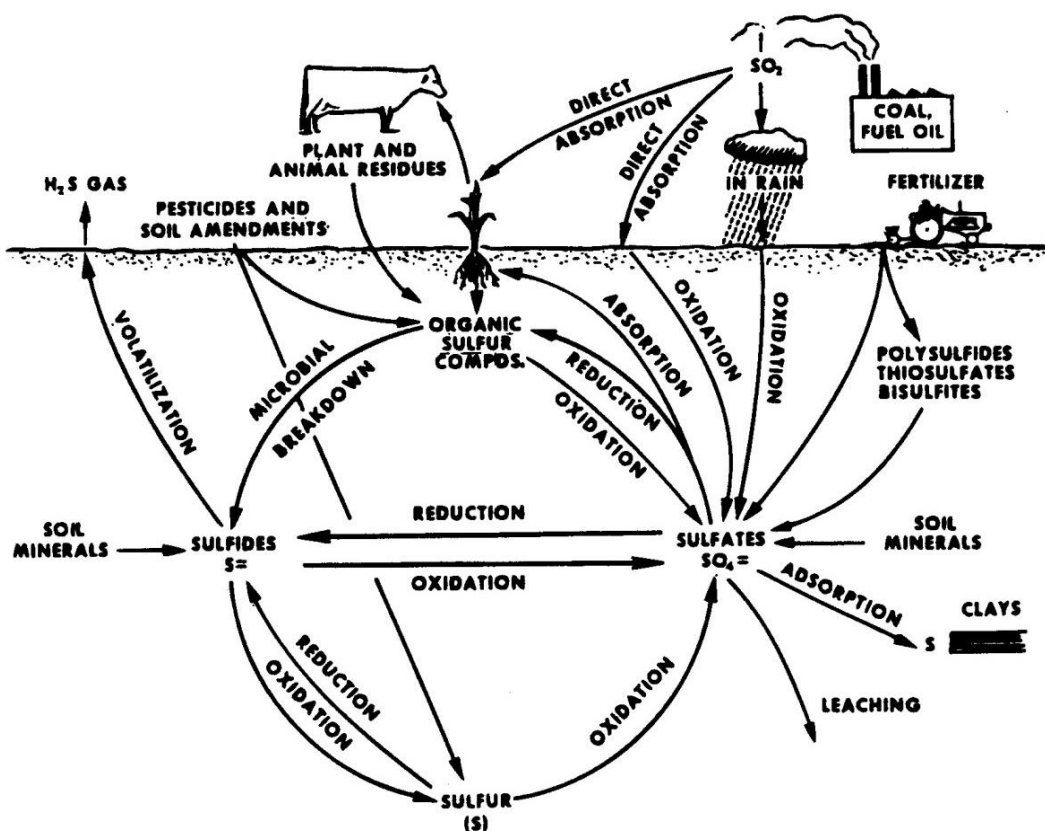 SO₂
COAL,
FUEL OIL
DIRECT
ABSORPTION
DIRECT
ABSORPTION
PLANT AND
ANIMAL RESIDUES
IN RAIN
FERTILIZER
H₂S GAS
PESTICIDES AND
SOIL AMENDMENTS
ORGANIC
SULFUR
COMPDS.
VOLATILIZATION
MICROBIAL
BREAKDOWN
ABSORPTION
REDUCTION
OXIDATION
OXIDATION
OXIDATION
POLYSULFIDES
THIOSULFATES
BISULFITES
SOIL
MINERALS
SULFIDES
S=
REDUCTION
OXIDATION
SULFATES
SO₄=
SOIL
MINERALS
ADSORPTION
CLAYS
S
REDUCTION
OXIDATION
OXIDATION
LEACHING
SULFUR
(S)